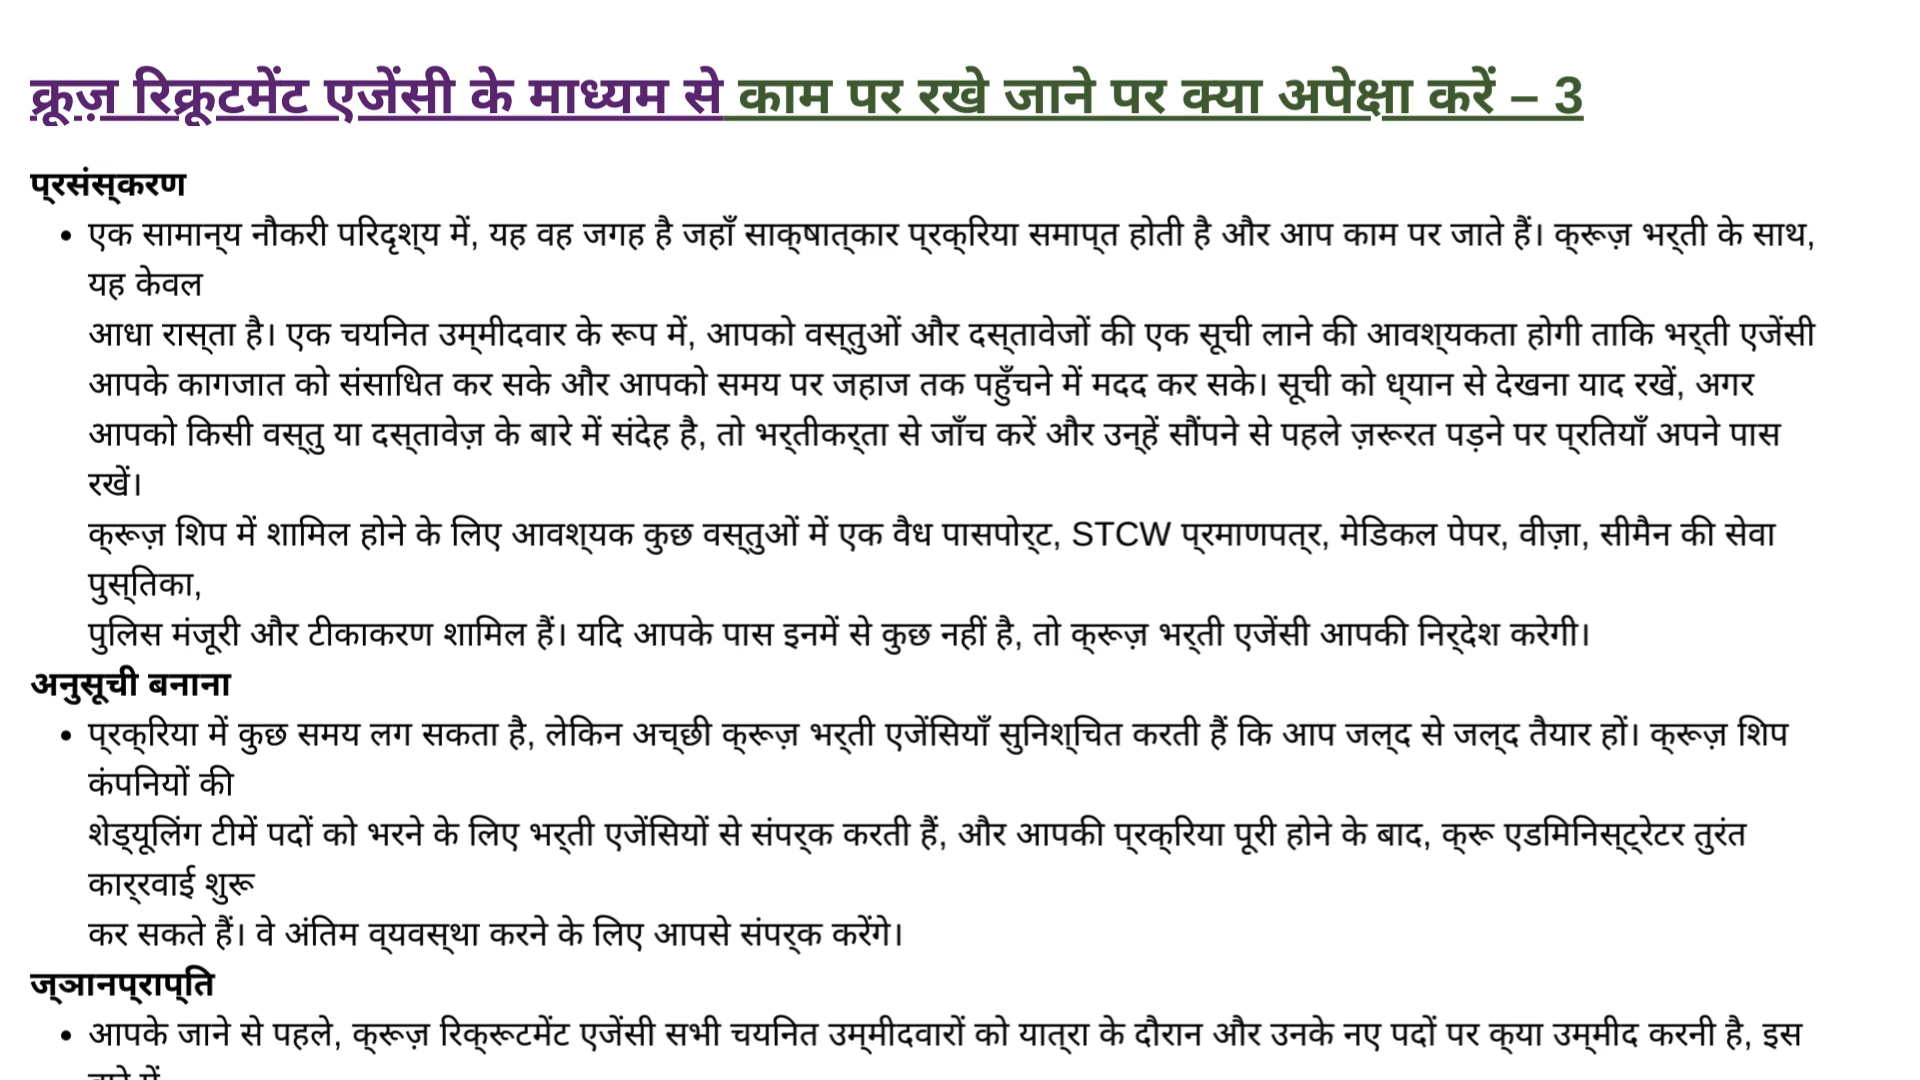 क्रूज़ रिक्रूटमेंट एजेंसी के माध्यम से काम पर रखे जाने पर क्या अपेक्षा करें – 3
प्रसंस्करण
• एक सामान्य नौकरी परिदृश्य में, यह वह जगह है जहाँ साक्षात्कार प्रक्रिया समाप्त होती है और आप काम पर जाते हैं। क्रूज़ भर्ती के साथ,
यह केवल
आधा रास्ता है। एक चयनित उम्मीदवार के रूप में, आपको वस्तुओं और दस्तावेजों की एक सूची लाने की आवश्यकता होगी ताकि भर्ती एजेंसी
आपके कागजात को संसाधित कर सके और आपको समय पर जहाज तक पहुँचने में मदद कर सके। सूची को ध्यान से देखना याद रखें, अगर
आपको किसी वस्तु या दस्तावेज़ के बारे में संदेह है, तो भर्तीकर्ता से जाँच करें और उन्हें सौंपने से पहले ज़रूरत पड़ने पर प्रतियाँ अपने पास
रखें।
क्रूज़ शिप में शामिल होने के लिए आवश्यक कुछ वस्तुओं में एक वैध पासपोर्ट, STCW प्रमाणपत्र, मेडिकल पेपर, वीज़ा, सीमैन की सेवा
पुस्तिका,
पुलिस मंजूरी और टीकाकरण शामिल हैं। यदि आपके पास इनमें से कुछ नहीं है, तो क्रूज़ भर्ती एजेंसी आपकी निर्देश करेगी।
अनुसूची बनाना
• प्रक्रिया में कुछ समय लग सकता है, लेकिन अच्छी क्रूज़ भर्ती एजेंसियाँ सुनिश्चित करती हैं कि आप जल्द से जल्द तैयार हों। क्रूज़ शिप
कंपनियों की
शेड्यूलिंग टीमें पदों को भरने के लिए भर्ती एजेंसियों से संपर्क करती हैं, और आपकी प्रक्रिया पूरी होने के बाद, क्रू एडमिनिस्ट्रेटर तुरंत
कार्रवाई शुरू
कर सकते हैं। वे अंतिम व्यवस्था करने के लिए आपसे संपर्क करेंगे।
ज्ञानप्राप्ति
• आपके जाने से पहले, क्रूज़ रिक्रूटमेंट एजेंसी सभी चयनित उम्मीदवारों को यात्रा के दौरान और उनके नए पदों पर क्या उम्मीद करनी है, इस